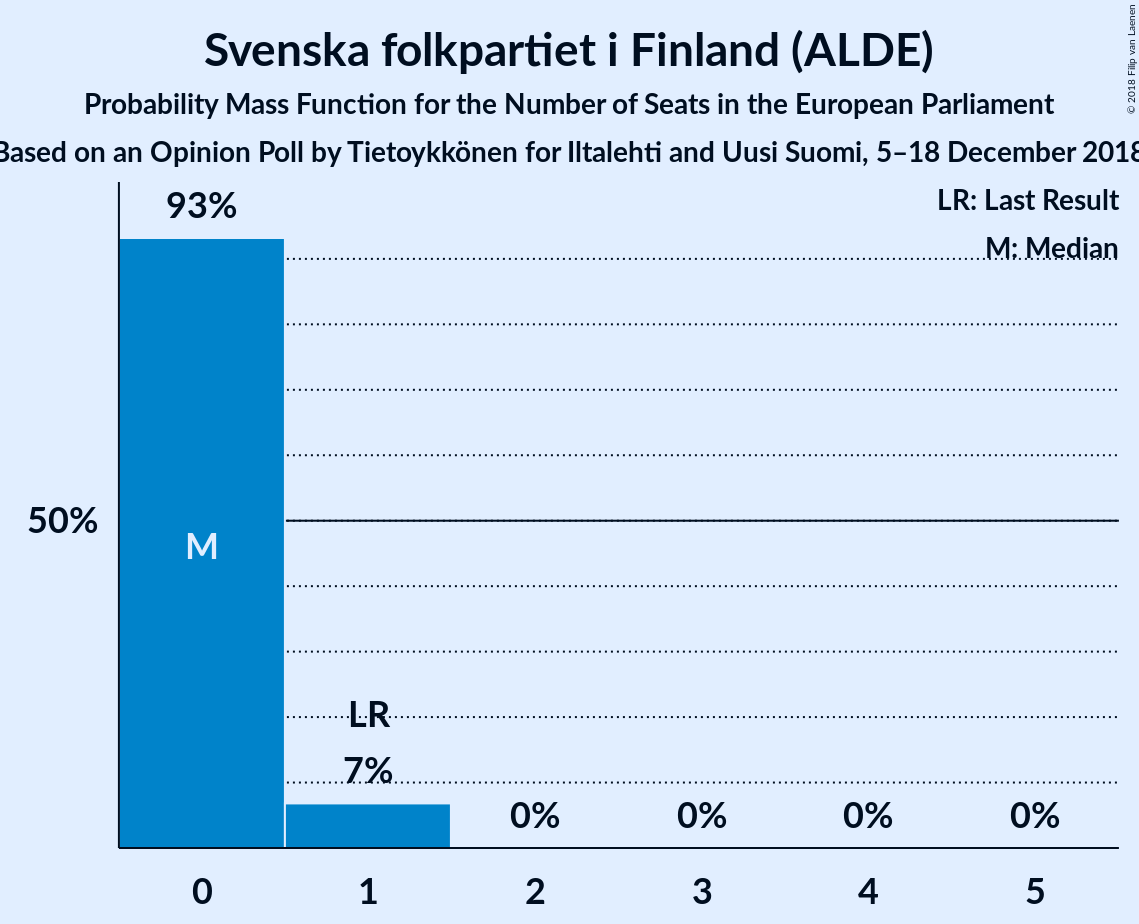 Svenska folkpartiet i Finland (ALDE)
Probability Mass Function for the Number of Seats in the European Parliament
Based on an Opinion Poll by Tietoykkönen for Iltalehti and Uusi Suomi, 5–18 December 2018
© 2018 Filip van Laenen
LR: Last Result
M: Median
93%
50%
M
LR
7%
0% 0% 0% 0%
0 1 2 3 4 5